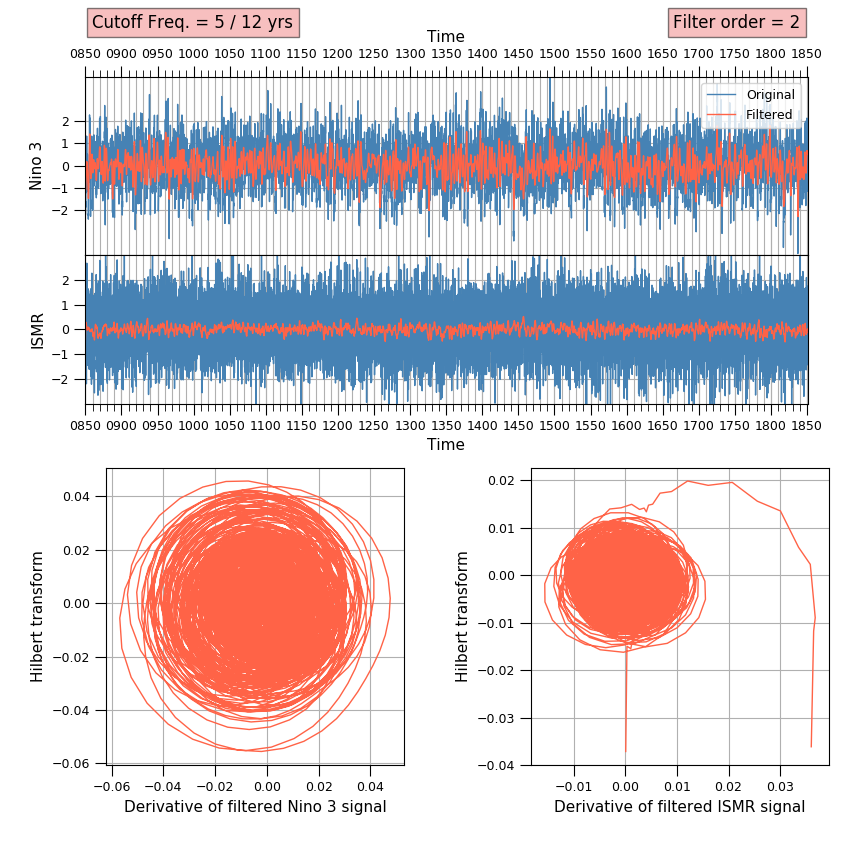 Cutoff Freq. = 5 / 12 yrs
Filter order = 2
Time
0850 0900 0950 1000 1050 1100 1150 1200 1250 1300 1350 1400 1450 1500 1550 1600 1650 1700 1750 1800 1850
Original
Filtered
Nino 3
2
1
0
−1
−2
ISMR
2
1
0
−1
−2
0850 0900 0950 1000 1050 1100 1150 1200 1250 1300 1350 1400 1450 1500 1550 1600 1650 1700 1750 1800 1850
Time
Hilbert transform
0.04
0.02
0.00
−0.02
−0.04
−0.06
−0.06 −0.04 −0.02 0.00 0.02 0.04
Derivative of filtered Nino 3 signal
Hilbert transform
0.02
0.01
0.00
−0.01
−0.02
−0.03
−0.04
−0.01 0.00 0.01 0.02 0.03
Derivative of filtered ISMR signal